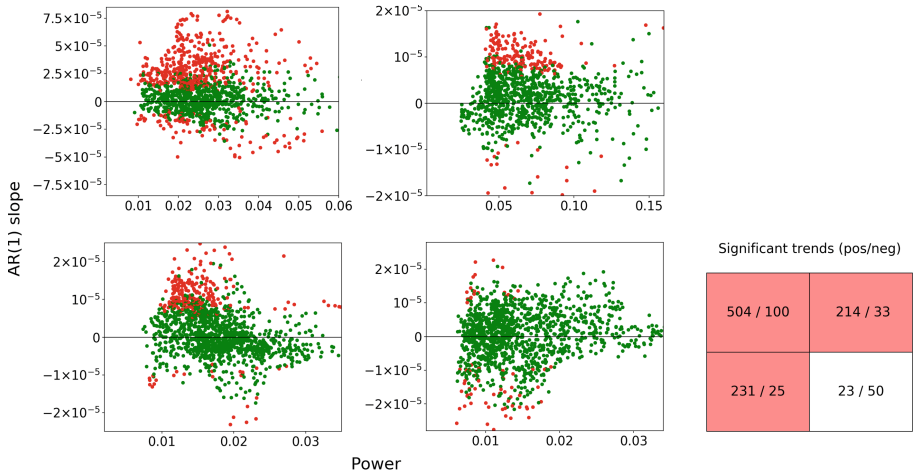 7.5×10⁻⁵
5×10⁻⁵
2.5×10⁻⁵
0
−2.5×10⁻⁵
−5×10⁻⁵
−7.5×10⁻⁵
0.01 0.02 0.03 0.04 0.05 0.06
2×10⁻⁵
10⁻⁵
0
−1×10⁻⁵
−2×10⁻⁵
0.05 0.10 0.15
AR(1) slope
2×10⁻⁵
10⁻⁵
0
−1×10⁻⁵
−2×10⁻⁵
0.01 0.02 0.03
2×10⁻⁵
10⁻⁵
0
−1×10⁻⁵
−2×10⁻⁵
0.01 0.02 0.03
Power
Significant trends (pos/neg)
504 / 100 214 / 33
231 / 25 23 / 50